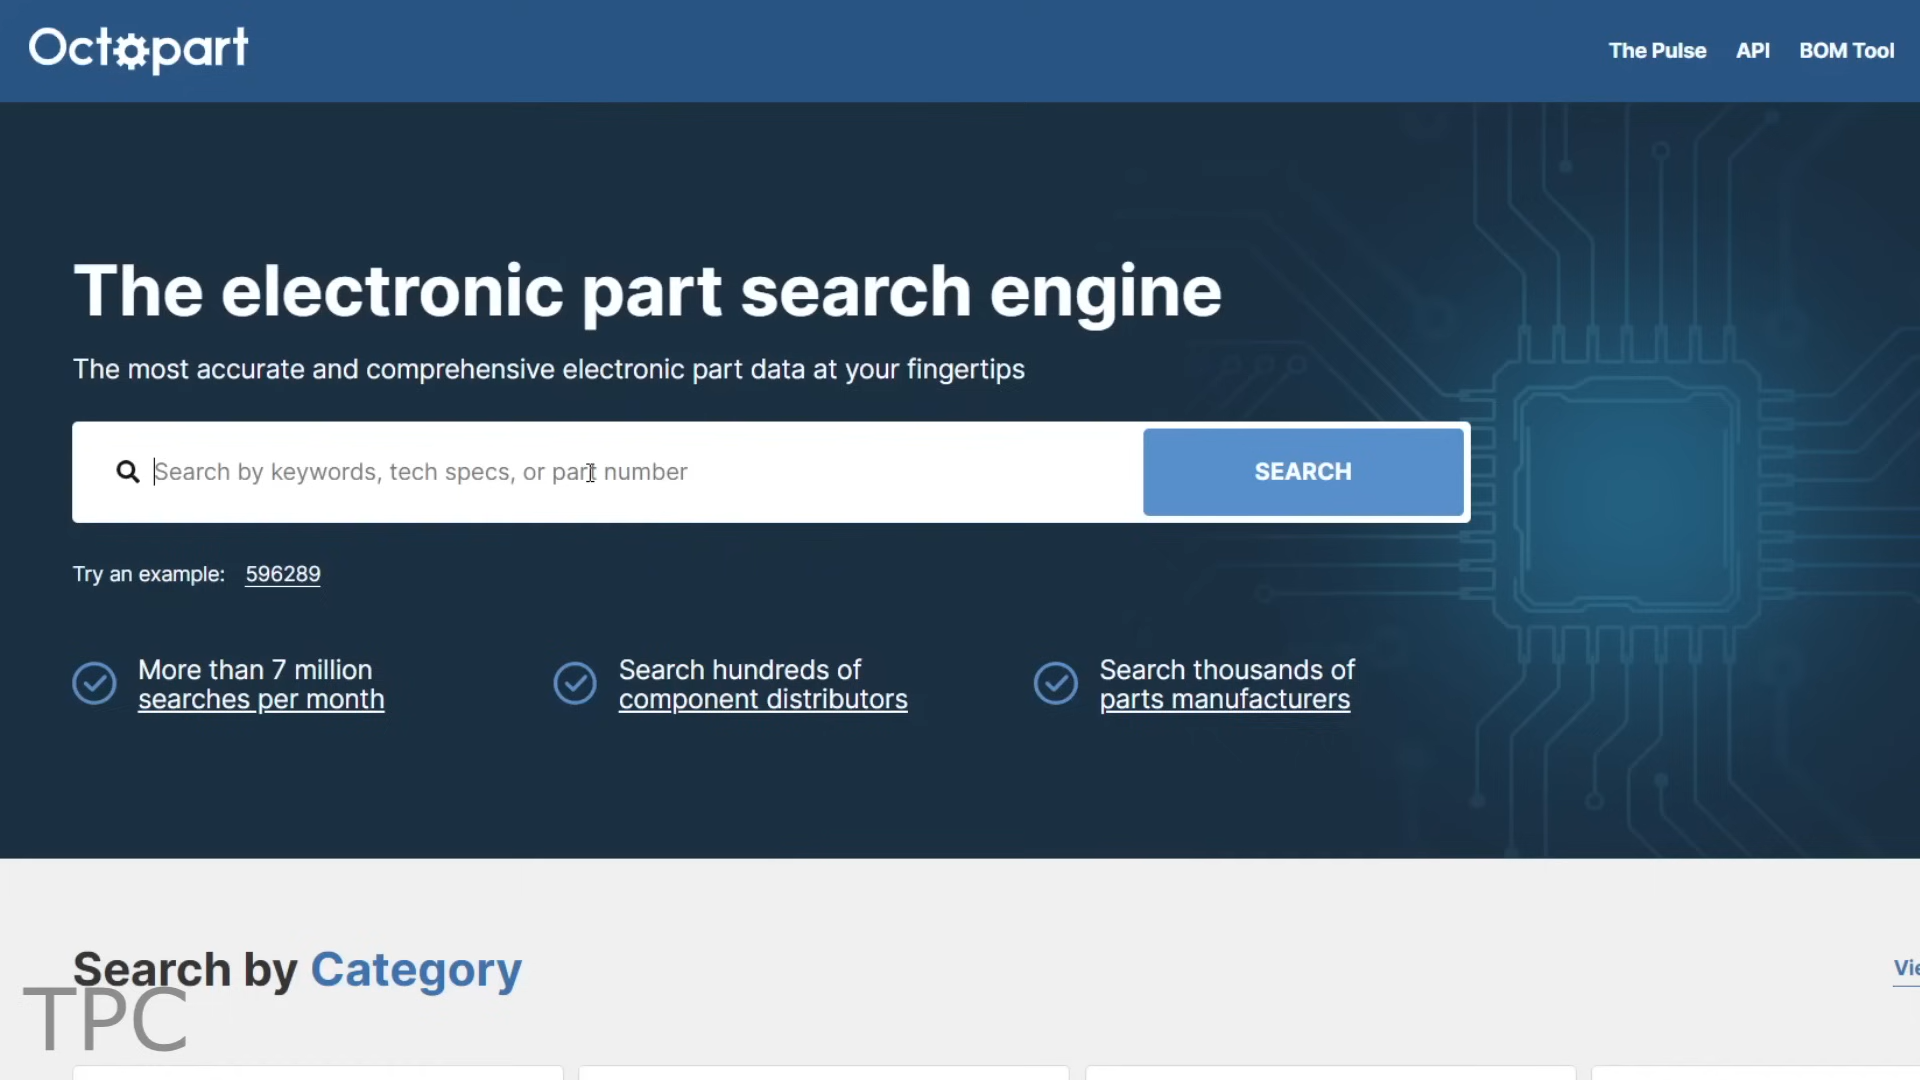 Octopart
The Pulse API BOM Tool
The electronic part search engine
The most accurate and comprehensive electronic part data at your fingertips
Search by keywords, tech specs, or part number
SEARCH
Try an example: 596289
More than 7 million
searches per month
Search hundreds of
component distributors
Search thousands of
parts manufacturers
Search by Category
Vie
TPC